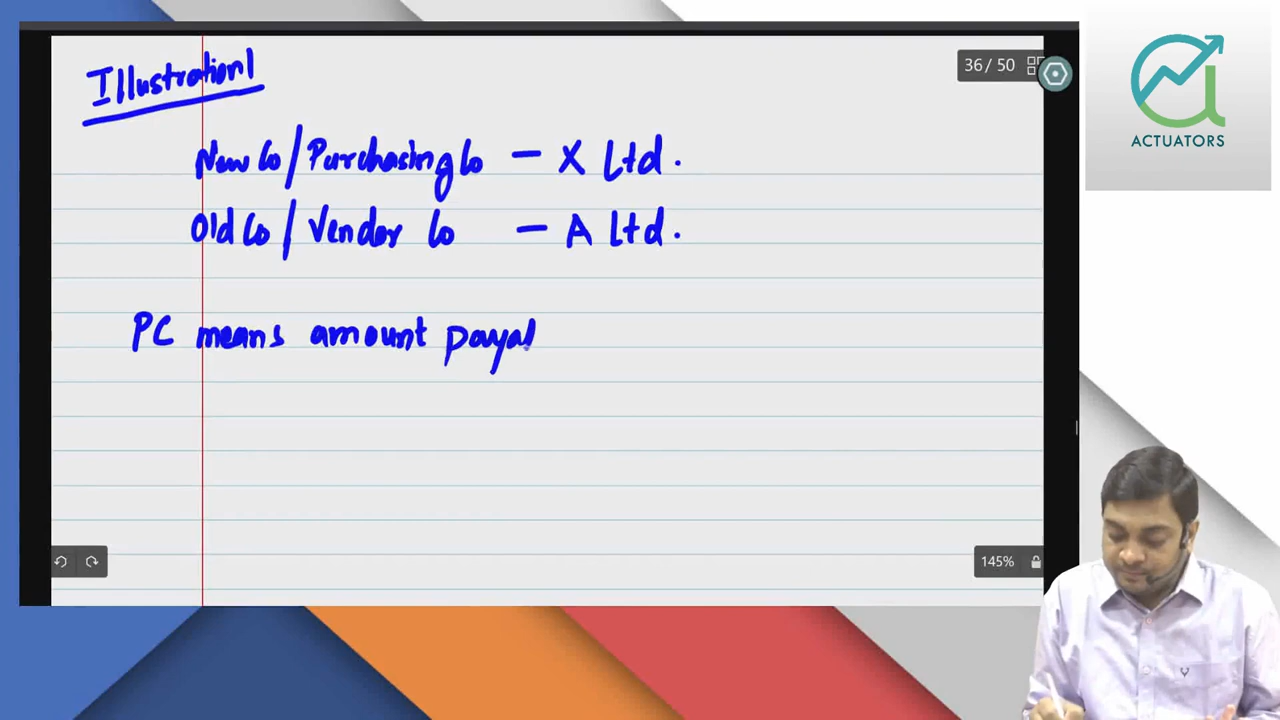 Illustration 1
36 / 50
New Co / Purchasing Co – X Ltd.
Old Co / Vendor Co – A Ltd.
PC means amount payal
145%
ACTUATORS